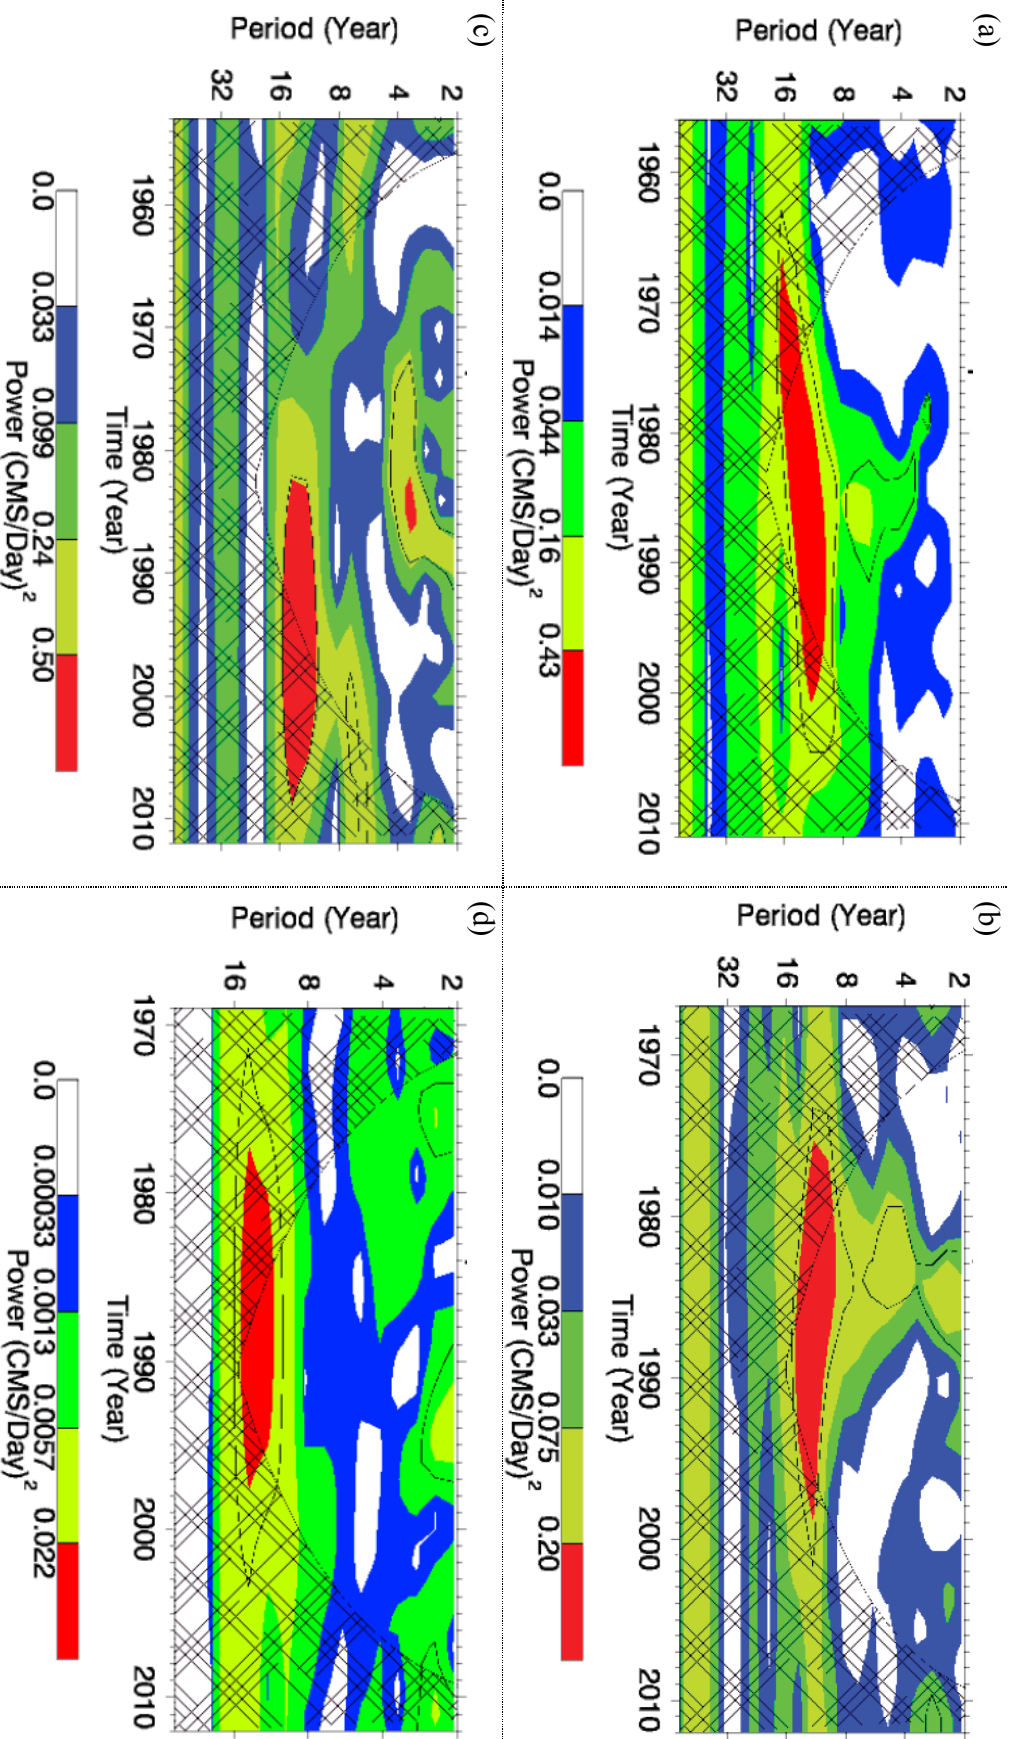 (a)
Period (Year)
2
4
8
16
32
1960 1970 1980 1990 2000 2010
Time (Year)
0.0 0.014 0.044 0.16 0.43
Power (CMS/Day)²
(b)
Period (Year)
2
4
8
16
32
1970 1980 1990 2000 2010
Time (Year)
0.0 0.010 0.033 0.075 0.20
Power (CMS/Day)²
(c)
Period (Year)
2
4
8
16
32
1960 1970 1980 1990 2000 2010
Time (Year)
0.0 0.033 0.099 0.24 0.50
Power (CMS/Day)²
(d)
Period (Year)
2
4
8
16
1970 1980 1990 2000 2010
Time (Year)
0.0 0.00033 0.0013 0.0057 0.022
Power (CMS/Day)²